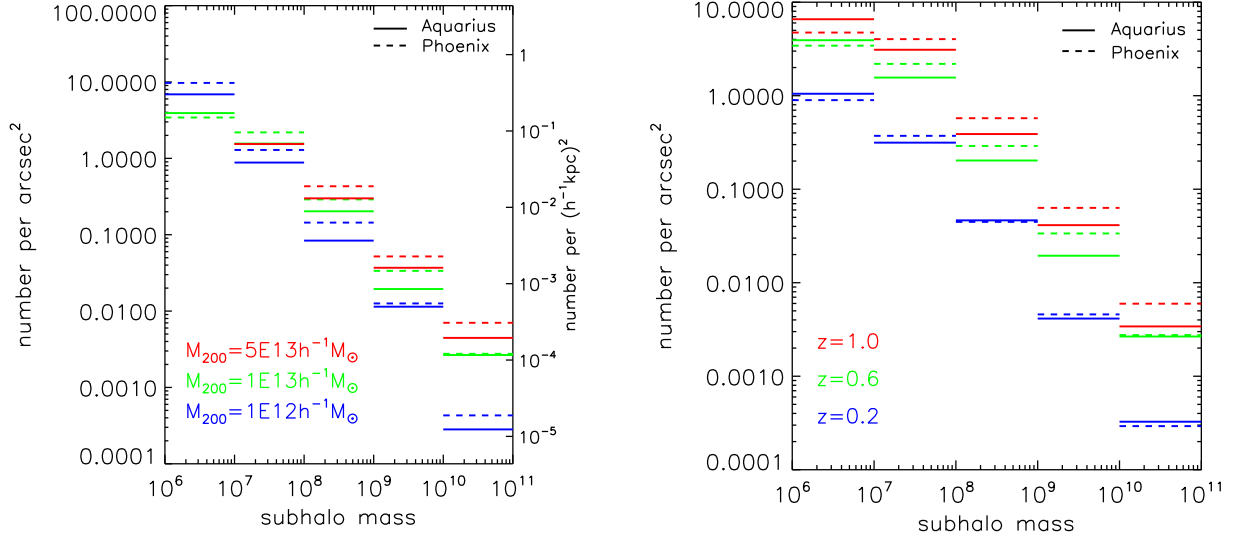 Aquarius
Phoenix
100.0000
10.0000
1.0000
0.1000
0.0100
0.0010
0.0001
number per arcsec²
1
10⁻¹
10⁻²
10⁻³
10⁻⁴
10⁻⁵
number per (h⁻¹kpc)²
M₂₀₀=5E13h⁻¹M☉
M₂₀₀=1E13h⁻¹M☉
M₂₀₀=1E12h⁻¹M☉
10⁶ 10⁷ 10⁸ 10⁹ 10¹⁰ 10¹¹
subhalo mass
Aquarius
Phoenix
10.0000
1.0000
0.1000
0.0100
0.0010
0.0001
number per arcsec²
z=1.0
z=0.6
z=0.2
10⁶ 10⁷ 10⁸ 10⁹ 10¹⁰ 10¹¹
subhalo mass